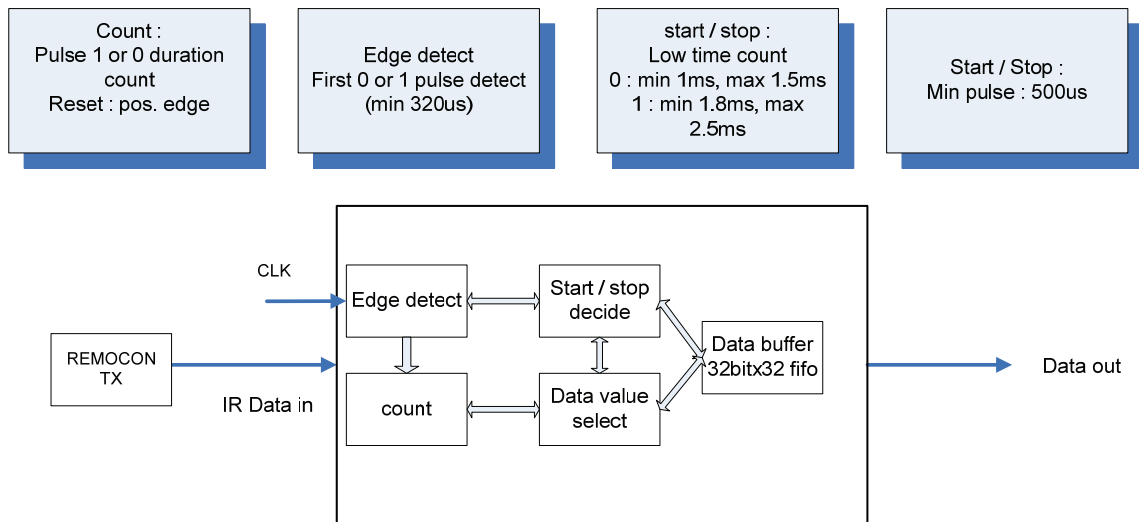 Count :
Pulse 1 or 0 duration
count
Reset : pos. edge
Edge detect
First 0 or 1 pulse detect
(min 320us)
start / stop :
Low time count
0 : min 1ms, max 1.5ms
1 : min 1.8ms, max
2.5ms
Start / Stop :
Min pulse : 500us
CLK
Edge detect
Start / stop
decide
REMOCON
TX
IR Data in
count
Data value
select
Data buffer
32bitx32 fifo
Data out